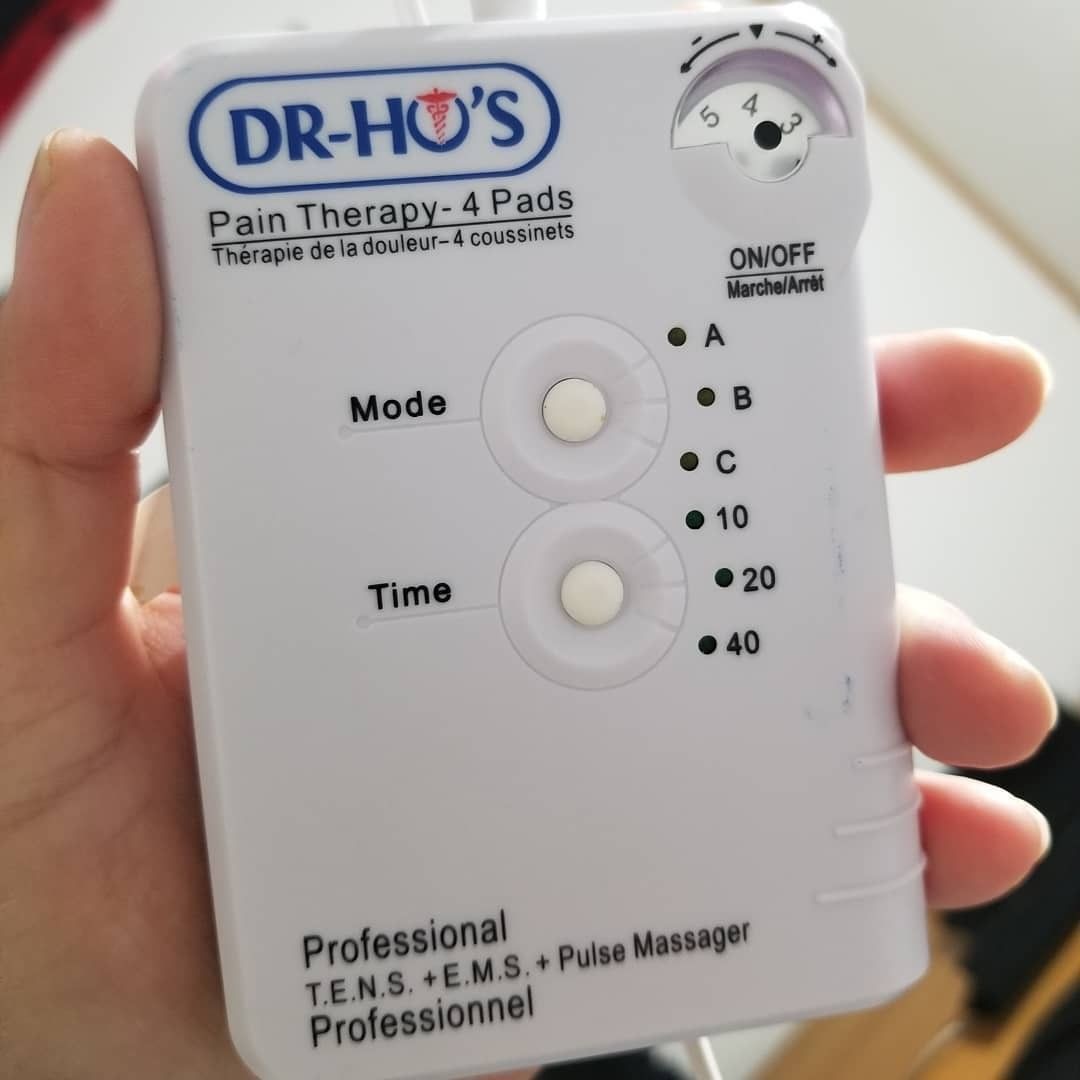 DR-HO'S
Pain Therapy- 4 Pads
Thérapie de la douleur- 4 coussinets
- +
5 4 3
ON/OFF
Marche/Arrêt
A
Mode
B
C
10
Time
20
40
Professional
T.E.N.S. + E.M.S. + Pulse Massager
Professionnel